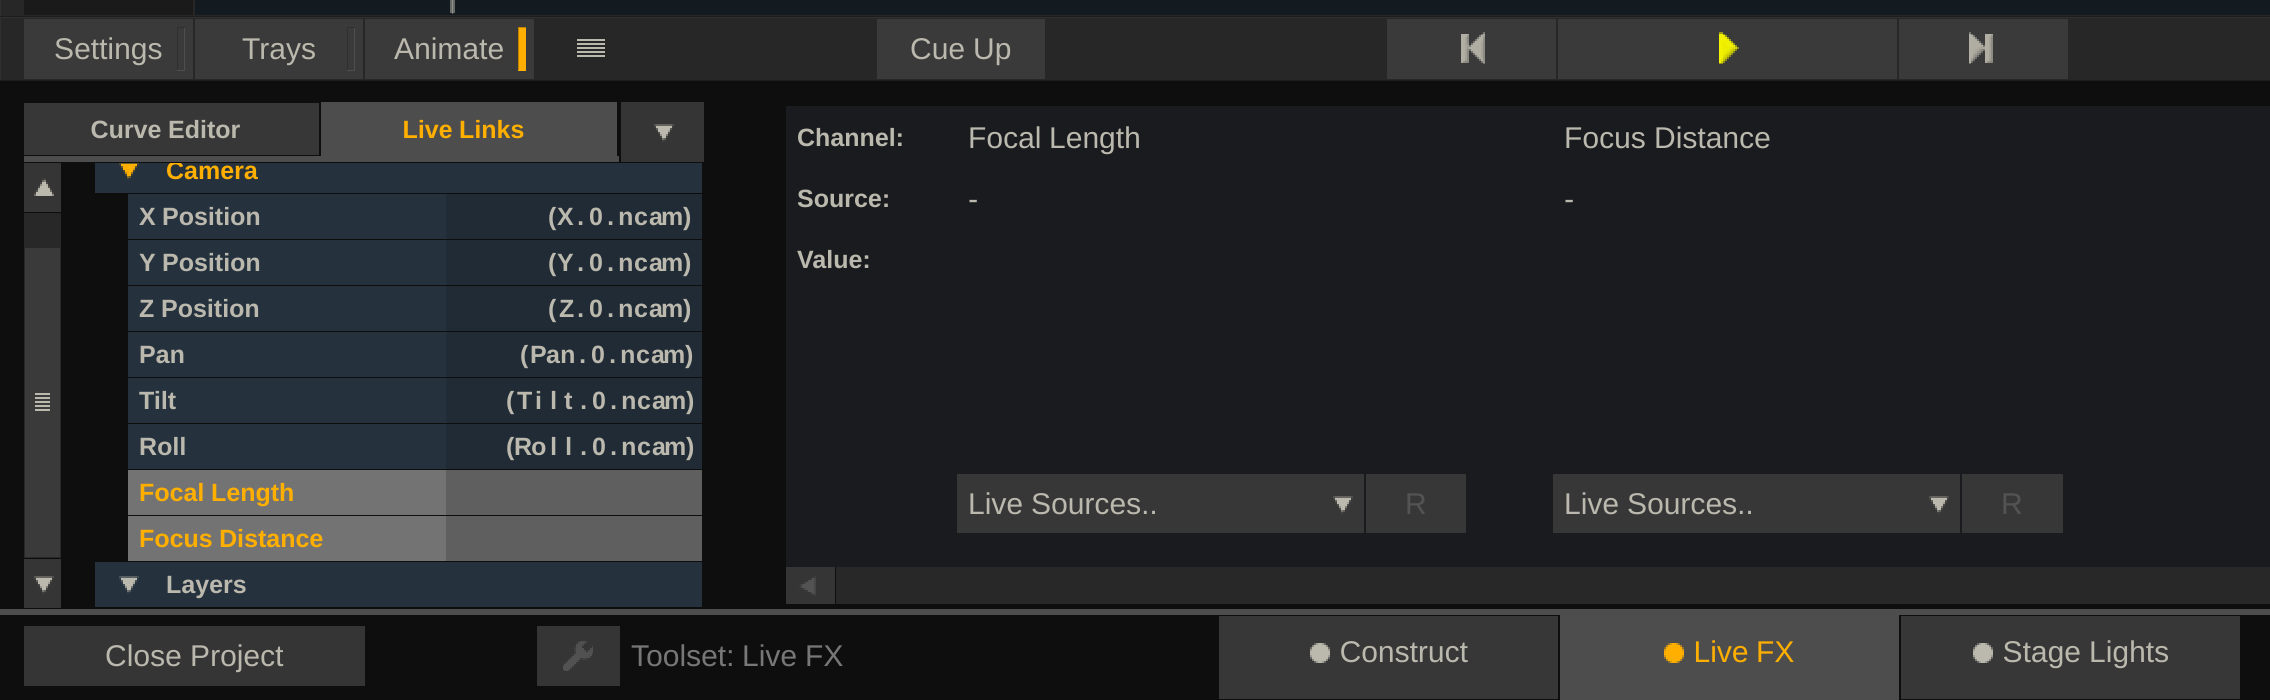 Settings Trays Animate Cue Up
Curve Editor Live Links
Camera
X Position (X.0.ncam)
Y Position (Y.0.ncam)
Z Position (Z.0.ncam)
Pan (Pan.0.ncam)
Tilt (Tilt.0.ncam)
Roll (Roll.0.ncam)
Focal Length
Focus Distance
Layers
Channel: Focal Length Focus Distance
Source: - -
Value:
Live Sources.. R Live Sources.. R
Close Project Toolset: Live FX Construct Live FX Stage Lights